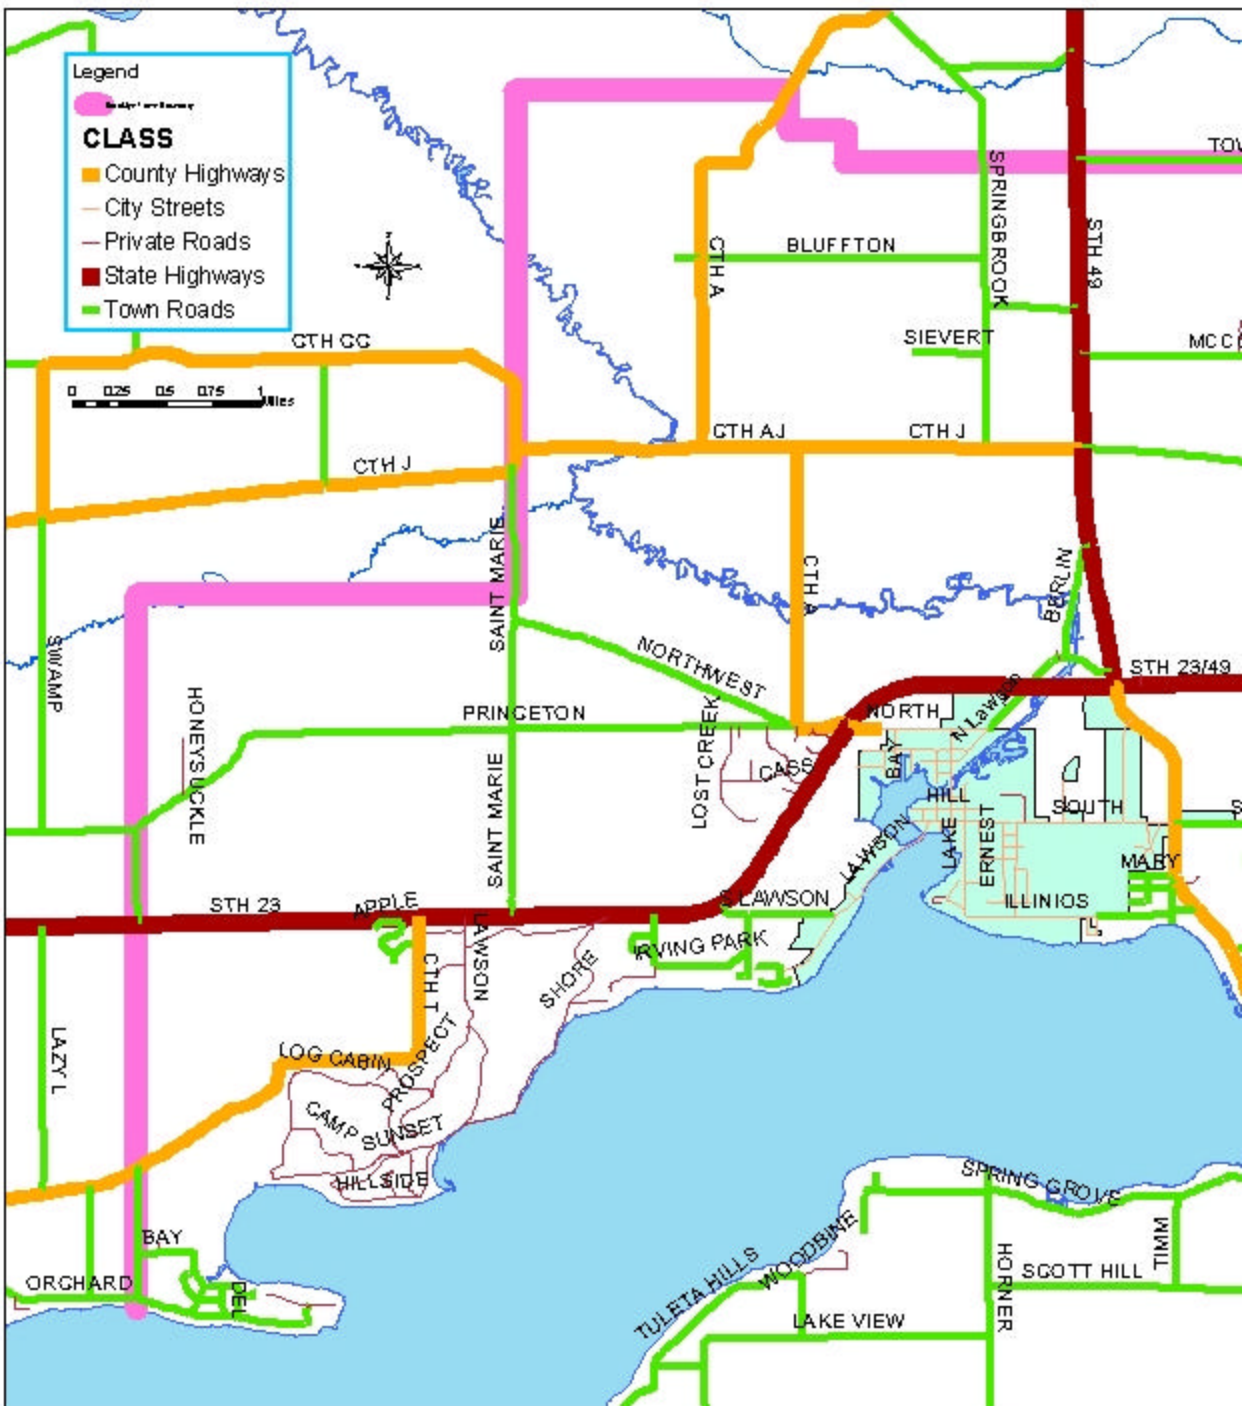 Legend
CLASS
County Highways
City Streets
Private Roads
State Highways
Town Roads
0 0.25 0.5 0.75 1
Miles
SPRINGBROOK
STH 49
BLUFFTON
CTH A
SIEVERT
CTH J
CTH AJ
CTH J
SAINT MARIE
CTH A
BERLIN
SWAMP
NORTHWEST
STH 23/49
HONEYSUCKLE
PRINCETON
LOST CREEK
NORTH
N Lawson
CASS
BAY
SAINT MARIE
HILL
SOUTH
LAKE
ERNEST
LAWSON
MARY
STH 23
APPLE
S LAWSON
ILLINIOS
LAWSON
IRVING PARK
CTH T
SHORE
LAZY L
LOG CABIN
PROSPECT
CAMP SUNSET
HILLSIDE
SPRING GROVE
BAY
WOODBINE
TIMM
ORCHARD
DEL
TULETA HILLS
HORNER
SCOTT HILL
LAKE VIEW